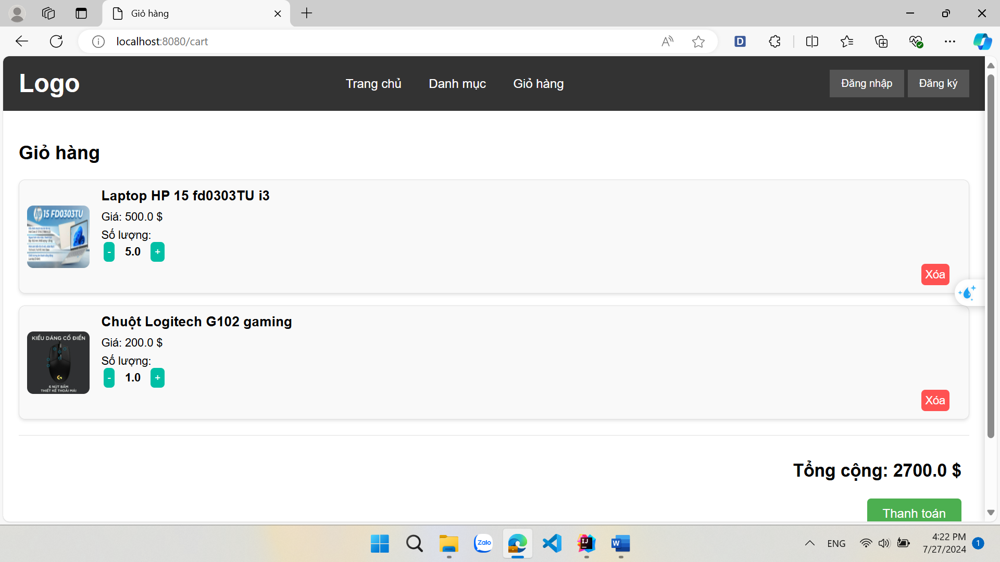 Giỏ hàng
localhost:8080/cart
Logo
Trang chủ
Danh mục
Giỏ hàng
Đăng nhập
Đăng ký
Giỏ hàng
15 FD0303TU
Laptop HP 15 fd0303TU i3
Giá: 500.0 $
Số lượng:
- 5.0 +
Xóa
KIỂU DÁNG CỔ ĐIỂN
6 NÚT BẤM
THIẾT KẾ THOẢI MÁI
Chuột Logitech G102 gaming
Giá: 200.0 $
Số lượng:
- 1.0 +
Xóa
Tổng cộng: 2700.0 $
Thanh toán
Zalo
ENG
4:22 PM
7/27/2024
1